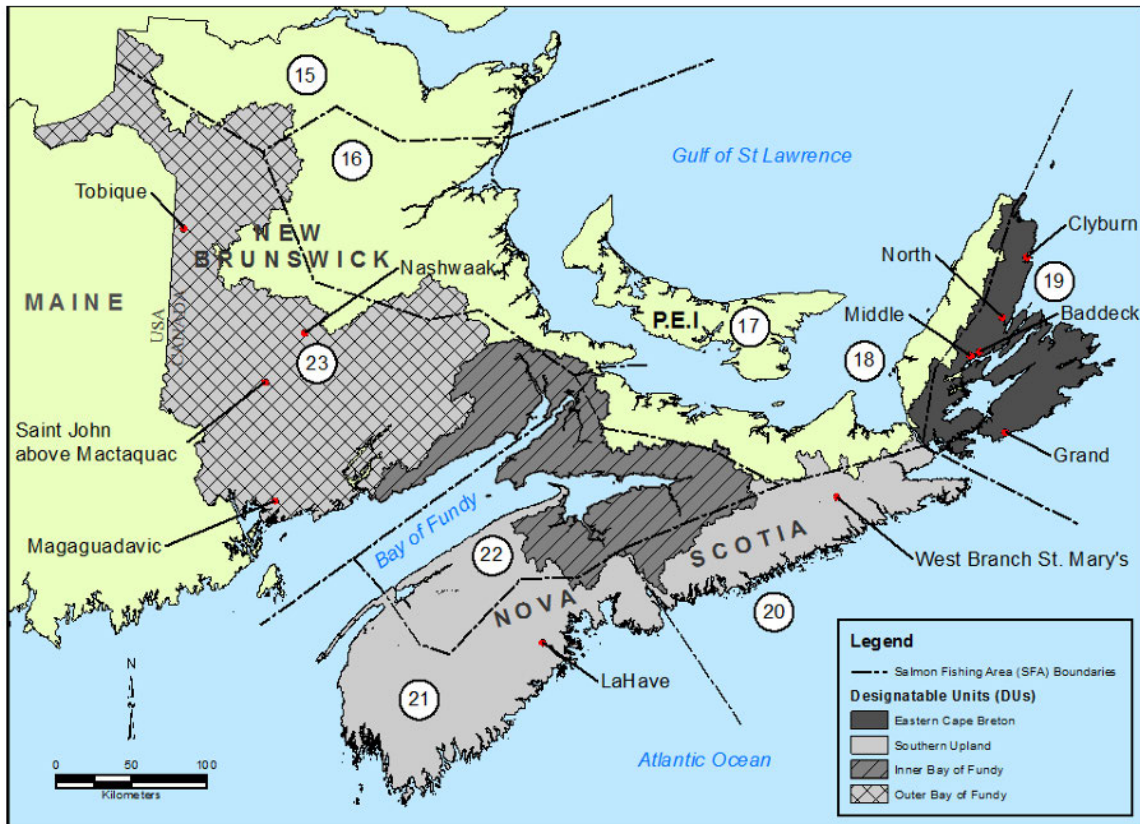 15
16
Gulf of St Lawrence
Tobique
NEW
BRUNSWICK
Nashwaak
MAINE
USA
CANADA
23
P.E.I
17
18
Clyburn
North
19
Middle
Baddeck
Saint John
above Mactaquac
Grand
Magaguadavic
Bay of Fundy
22
SCOTIA
NOVA
West Branch St. Mary's
20
LaHave
21
Atlantic Ocean
N
0 25 50 100
Kilometers
Legend
Salmon Fishing Area (SFA) Boundaries
Designatable Units (DUs)
Eastern Cape Breton
Southern Upland
Inner Bay of Fundy
Outer Bay of Fundy